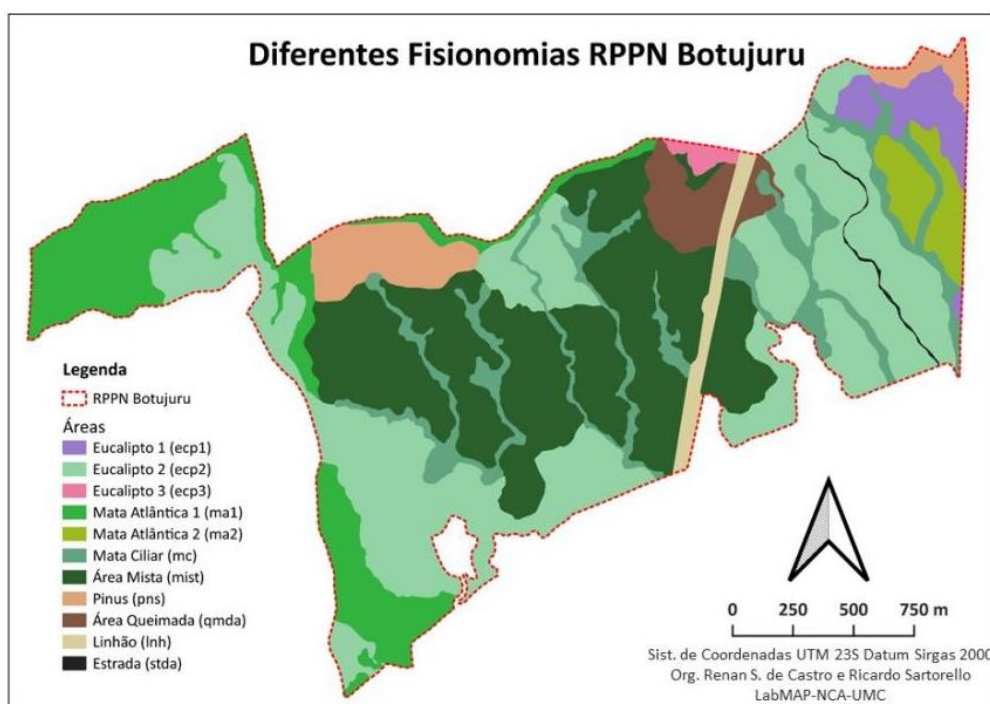 Diferentes Fisionomias RPPN Botujuru
Legenda
RPPN Botujuru
Áreas
Eucalipto 1 (ecp1)
Eucalipto 2 (ecp2)
Eucalipto 3 (ecp3)
Mata Atlântica 1 (ma1)
Mata Atlântica 2 (ma2)
Mata Ciliar (mc)
Área Mista (mist)
Pinus (pns)
Área Queimada (qmda)
Linhão (lnh)
Estrada (stda)
0 250 500 750 m
Sist. de Coordenadas UTM 23S Datum Sirgas 2000
Org. Renan S. de Castro e Ricardo Sartorello
LabMAP-NCA-UMC